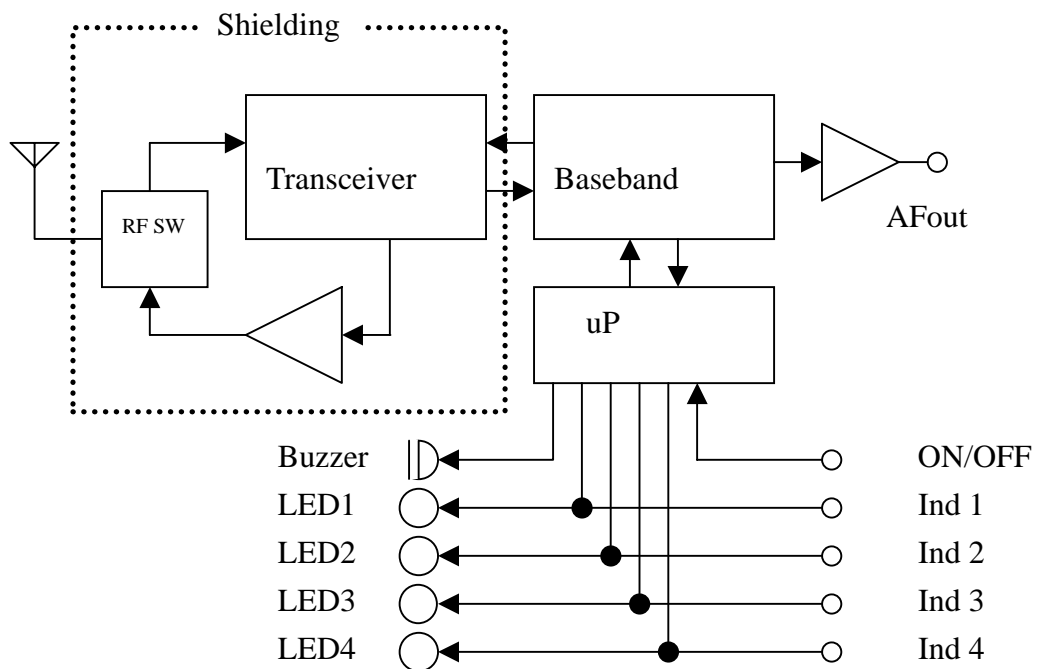 Shielding
Transceiver
Baseband
RF SW
AFout
uP
Buzzer
ON/OFF
LED1
Ind 1
LED2
Ind 2
LED3
Ind 3
LED4
Ind 4